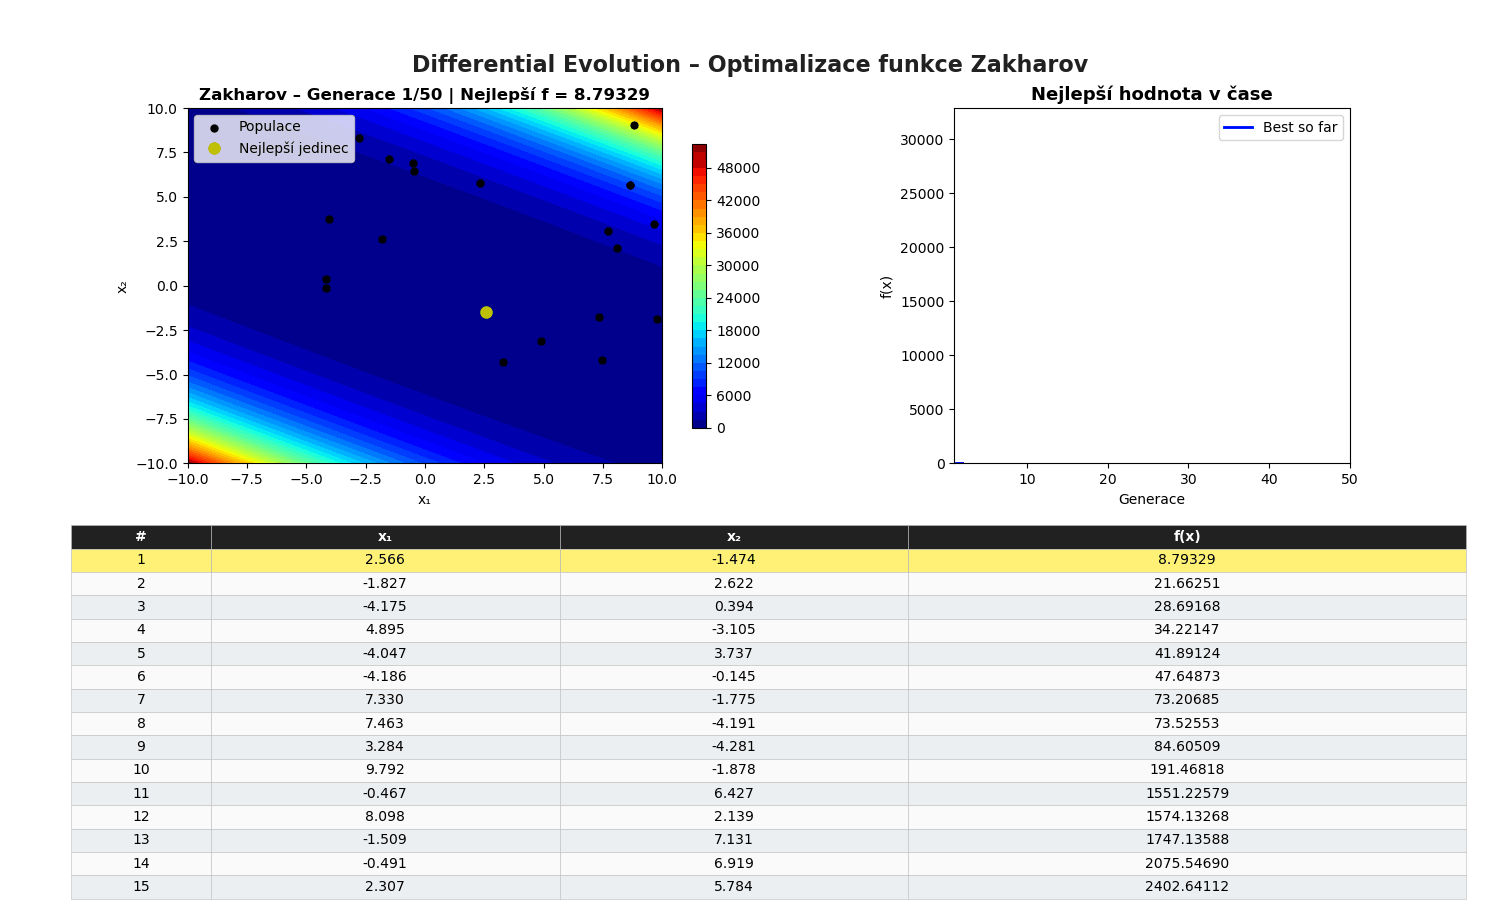 Differential Evolution – Optimalizace funkce Zakharov
Zakharov – Generace 1/50 | Nejlepší f = 8.79329
Populace
Nejlepší jedinec
10.0
7.5
5.0
2.5
0.0
−2.5
−5.0
−7.5
−10.0
x₂
−10.0 −7.5 −5.0 −2.5 0.0 2.5 5.0 7.5 10.0
x₁
48000
42000
36000
30000
24000
18000
12000
6000
0
Nejlepší hodnota v čase
Best so far
30000
25000
20000
15000
10000
5000
0
f(x)
10 20 30 40 50
Generace
# x₁ x₂ f(x)
1 2.566 -1.474 8.79329
2 -1.827 2.622 21.66251
3 -4.175 0.394 28.69168
4 4.895 -3.105 34.22147
5 -4.047 3.737 41.89124
6 -4.186 -0.145 47.64873
7 7.330 -1.775 73.20685
8 7.463 -4.191 73.52553
9 3.284 -4.281 84.60509
10 9.792 -1.878 191.46818
11 -0.467 6.427 1551.22579
12 8.098 2.139 1574.13268
13 -1.509 7.131 1747.13588
14 -0.491 6.919 2075.54690
15 2.307 5.784 2402.64112